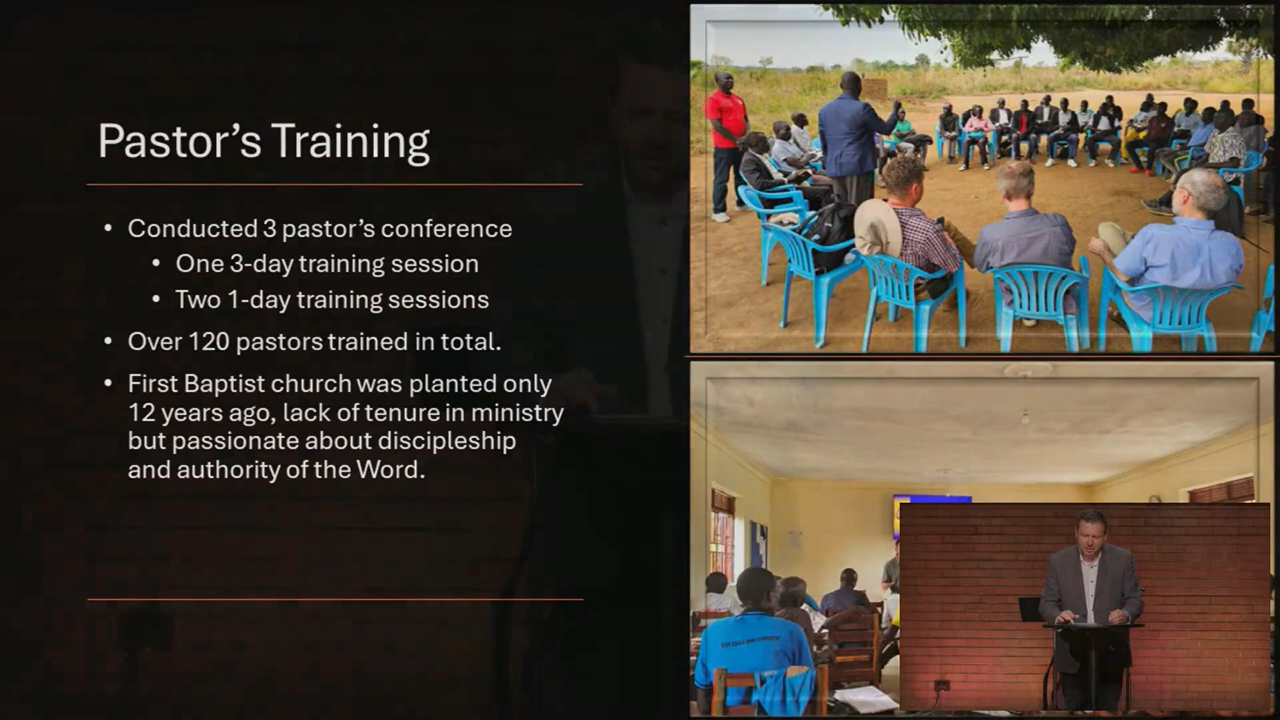 Pastor's Training
• Conducted 3 pastor's conference
• One 3-day training session
• Two 1-day training sessions
• Over 120 pastors trained in total.
• First Baptist church was planted only
12 years ago, lack of tenure in ministry
but passionate about discipleship
and authority of the Word.